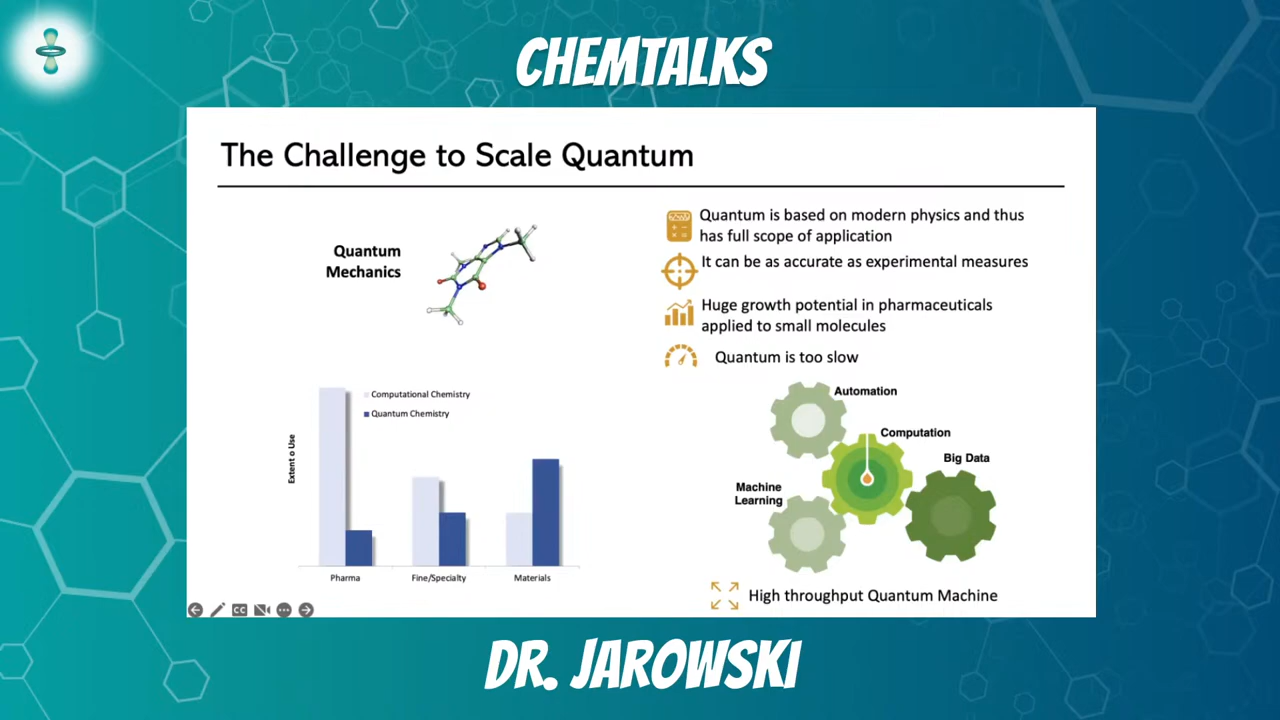 CHEMTALKS
The Challenge to Scale Quantum
Quantum
Mechanics
Quantum is based on modern physics and thus
has full scope of application
It can be as accurate as experimental measures
Huge growth potential in pharmaceuticals
applied to small molecules
Quantum is too slow
Computational Chemistry
Quantum Chemistry
Extent o Use
Pharma
Fine/Specialty
Materials
Automation
Computation
Big Data
Machine
Learning
High throughput Quantum Machine
CC
DR. JAROWSKI